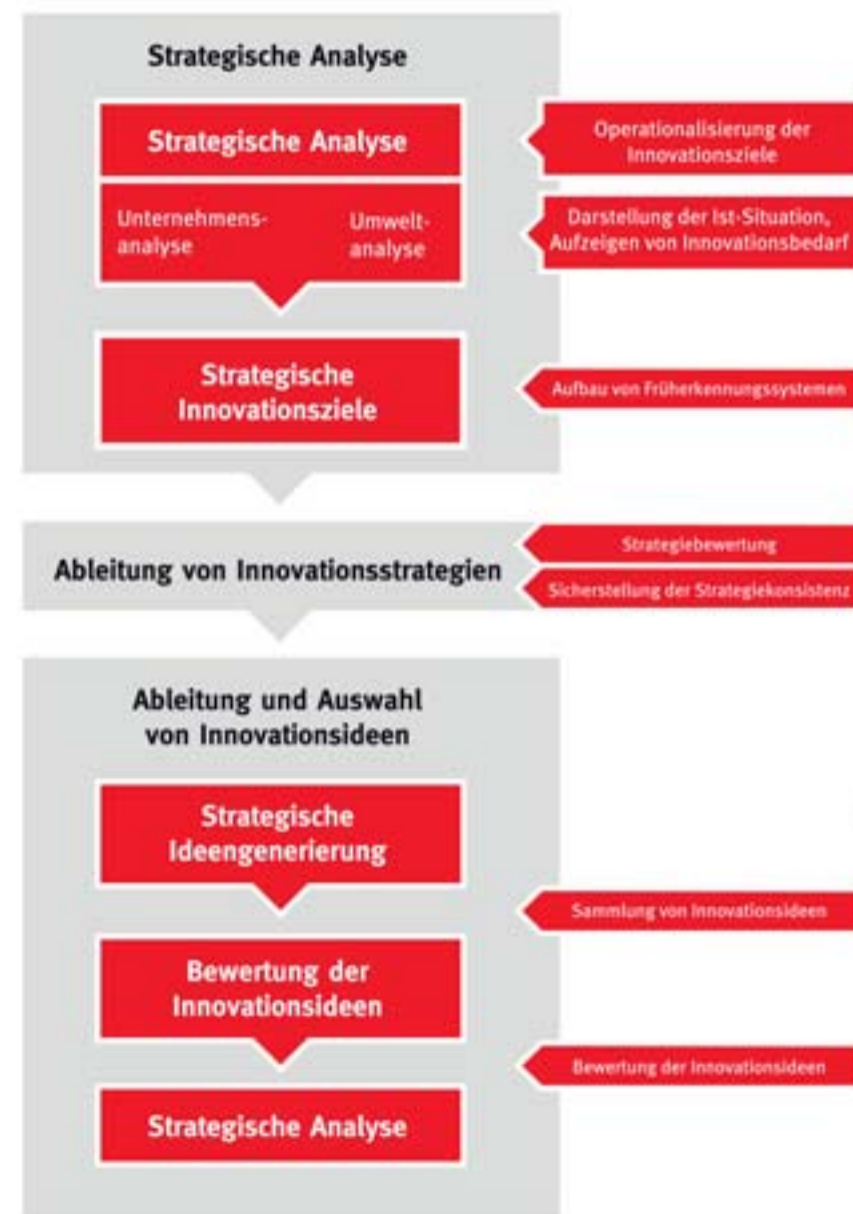 Strategische Analyse
Strategische Analyse
Unternehmens-
analyse
Umwelt-
analyse
Operationalisierung der
Innovationsziele
Darstellung der Ist-Situation,
Aufzeigen von Innovationsbedarf
Strategische
Innovationsziele
Aufbau von Früherkennungssystemen
Ableitung von Innovationsstrategien
Strategiebewertung
Sicherstellung der Strategiekonsistenz
Ableitung und Auswahl
von Innovationsideen
Strategische
Ideengenerierung
Sammlung von Innovationsideen
Bewertung der
Innovationsideen
Bewertung der Innovationsideen
Strategische Analyse